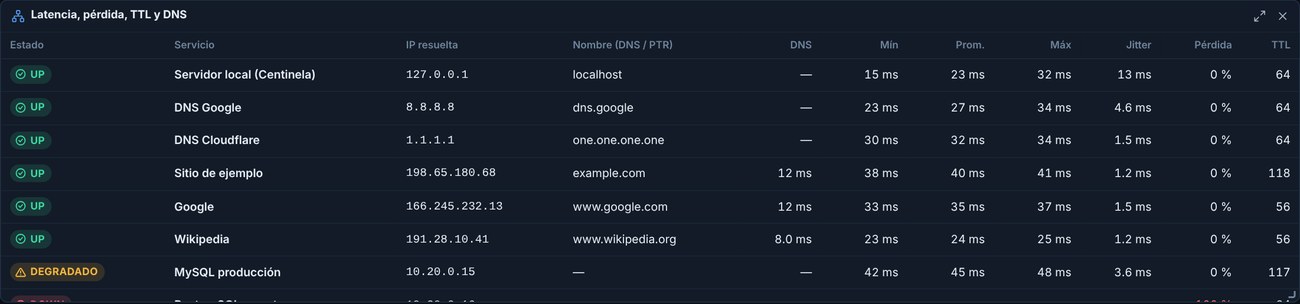 Latencia, pérdida, TTL y DNS
Estado Servicio IP resuelta Nombre (DNS / PTR) DNS Mín Prom. Máx Jitter Pérdida TTL
UP Servidor local (Centinela) 127.0.0.1 localhost — 15 ms 23 ms 32 ms 13 ms 0 % 64
UP DNS Google 8.8.8.8 dns.google — 23 ms 27 ms 34 ms 4.6 ms 0 % 64
UP DNS Cloudflare 1.1.1.1 one.one.one.one — 30 ms 32 ms 34 ms 1.5 ms 0 % 64
UP Sitio de ejemplo 198.65.180.68 example.com 12 ms 38 ms 40 ms 41 ms 1.2 ms 0 % 118
UP Google 166.245.232.13 www.google.com 12 ms 33 ms 35 ms 37 ms 1.5 ms 0 % 56
UP Wikipedia 191.28.10.41 www.wikipedia.org 8.0 ms 23 ms 24 ms 25 ms 1.2 ms 0 % 56
DEGRADADO MySQL producción 10.20.0.15 — — 42 ms 45 ms 48 ms 3.6 ms 0 % 117